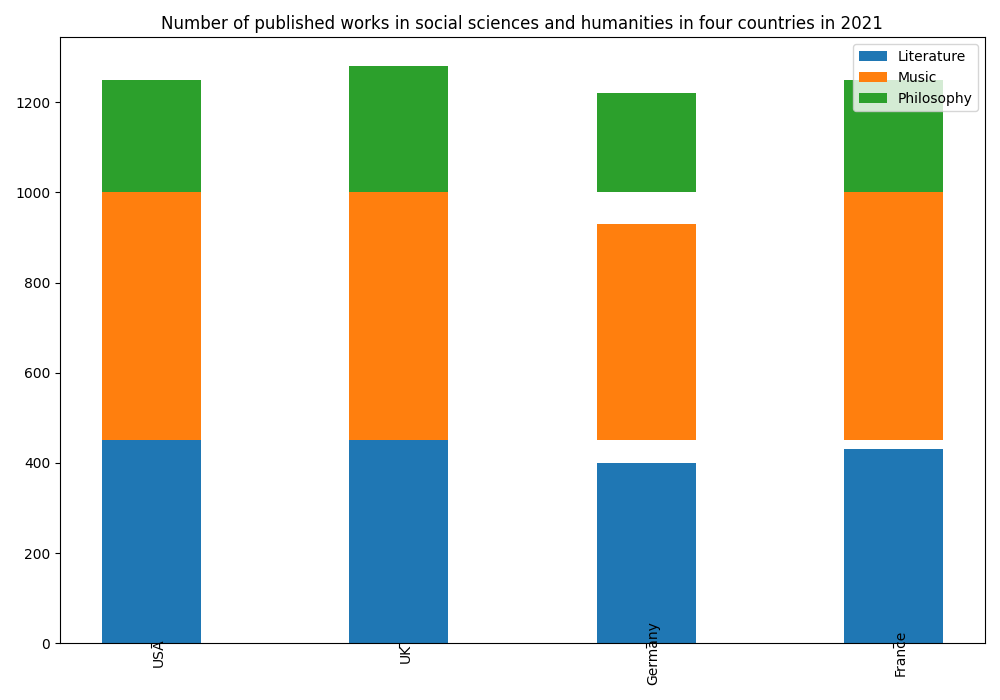 Number of published works in social sciences and humanities in four countries in 2021
Literature
Music
Philosophy
1200
1000
800
600
400
200
0
USA
UK
Germany
France